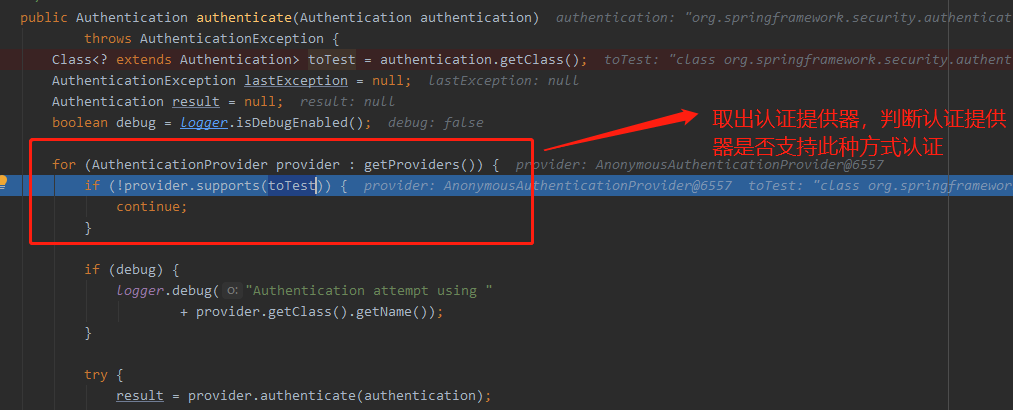 public Authentication authenticate(Authentication authentication)  authentication: "org.springframework.security.authenticat
throws AuthenticationException {
Class<? extends Authentication> toTest = authentication.getClass();  toTest: "class org.springframework.security.authent
AuthenticationException lastException = null;  lastException: null
Authentication result = null;  result: null
boolean debug = logger.isDebugEnabled();  debug: false
取出认证提供器，判断认证提供
器是否支持此种方式认证
for (AuthenticationProvider provider : getProviders()) {  provider: AnonymousAuthenticationProvider@6557
if (!provider.supports(toTest)) {  provider: AnonymousAuthenticationProvider@6557  toTest: "class org.springframewor
continue;
}
if (debug) {
logger.debug( o: "Authentication attempt using "
+ provider.getClass().getName());
}
try {
result = provider.authenticate(authentication);